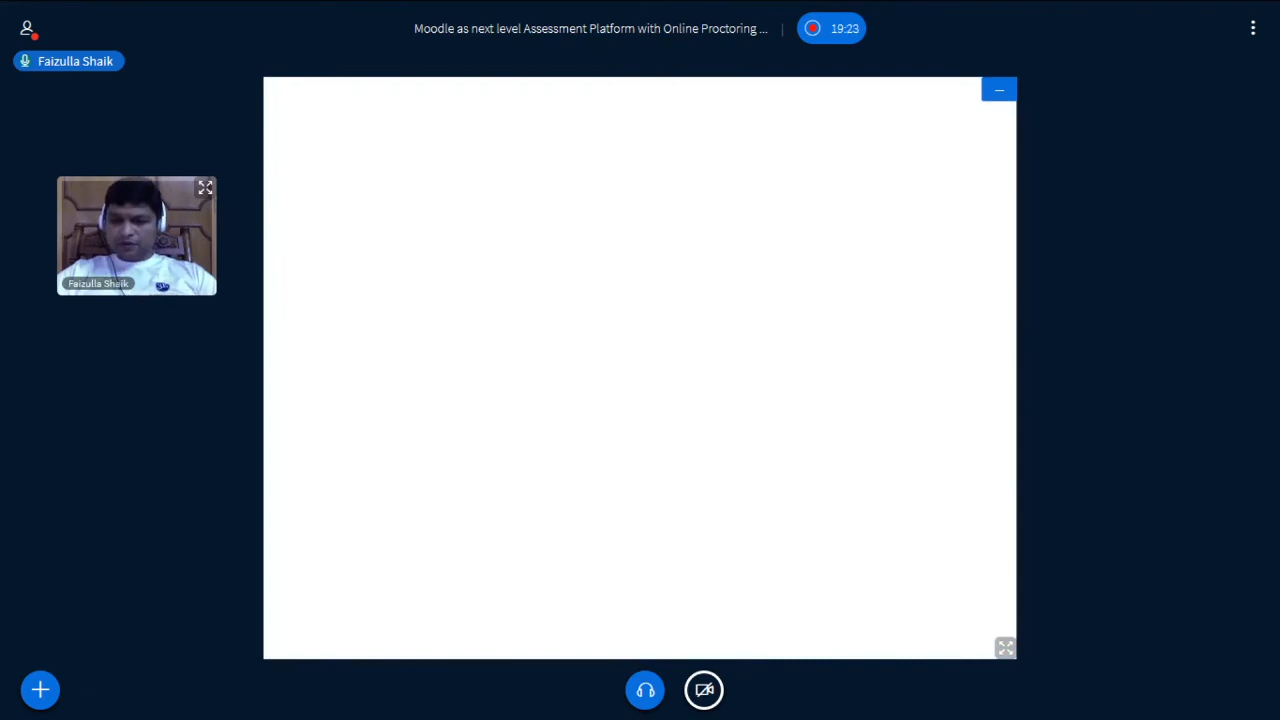 Moodle as next level Assessment Platform with Online Proctoring ...
19:23
Faizulla Shaik
Faizulla Shaik